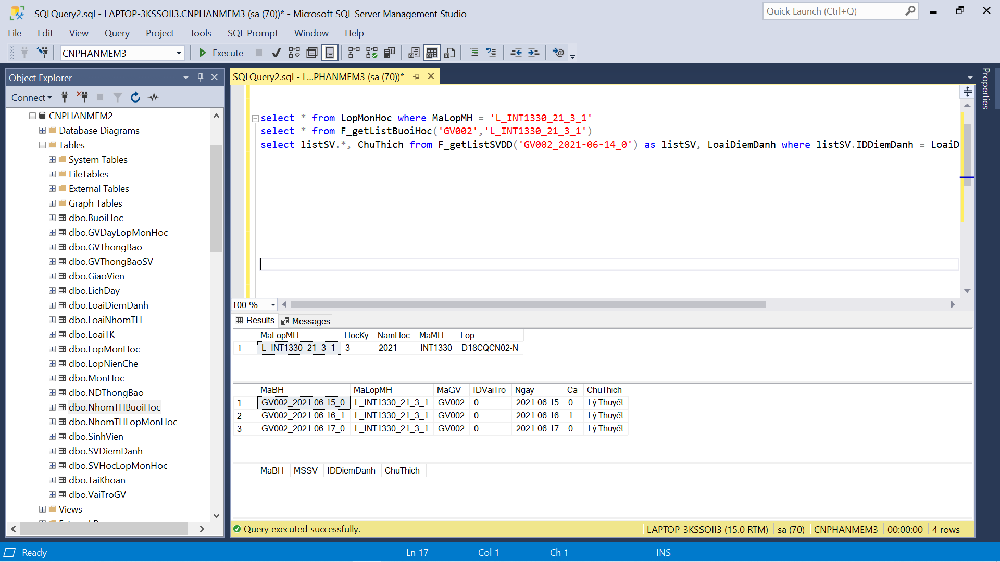 SQLQuery2.sql - LAPTOP-3KSSOII3.CNPHANMEM3 (sa (70))* - Microsoft SQL Server Management Studio
Quick Launch (Ctrl+Q)
File Edit View Query Project Tools SQL Prompt Window Help
CNPHANMEM3 Execute
Object Explorer
Connect
CNPHANMEM2
Database Diagrams
Tables
System Tables
FileTables
External Tables
Graph Tables
dbo.BuoiHoc
dbo.GVDayLopMonHoc
dbo.GVThongBao
dbo.GVThongBaoSV
dbo.GiaoVien
dbo.LichDay
dbo.LoaiDiemDanh
dbo.LoaiNhomTH
dbo.LoaiTK
dbo.LopMonHoc
dbo.LopNienChe
dbo.MonHoc
dbo.NDThongBao
dbo.NhomTHBuoiHoc
dbo.NhomTHLopMonHoc
dbo.SinhVien
dbo.SVDiemDanh
dbo.SVHocLopMonHoc
dbo.TaiKhoan
dbo.VaiTroGV
Views
SQLQuery2.sql - L...PHANMEM3 (sa (70))*
Properties
select * from LopMonHoc where MaLopMH = 'L_INT1330_21_3_1'
select * from F_getListBuoiHoc('GV002','L_INT1330_21_3_1')
select listSV.*, ChuThich from F_getListSVDD('GV002_2021-06-14_0') as listSV, LoaiDiemDanh where listSV.IDDiemDanh = LoaiD
100 %
Results Messages
MaLopMH HocKy NamHoc MaMH Lop
1 L_INT1330_21_3_1 3 2021 INT1330 D18CQCN02-N
MaBH MaLopMH MaGV IDVaiTro Ngay Ca ChuThich
1 GV002_2021-06-15_0 L_INT1330_21_3_1 GV002 0 2021-06-15 0 Lý Thuyết
2 GV002_2021-06-16_1 L_INT1330_21_3_1 GV002 0 2021-06-16 1 Lý Thuyết
3 GV002_2021-06-17_0 L_INT1330_21_3_1 GV002 0 2021-06-17 0 Lý Thuyết
MaBH MSSV IDDiemDanh ChuThich
Query executed successfully. LAPTOP-3KSSOII3 (15.0 RTM) sa (70) CNPHANMEM3 00:00:00 4 rows
Ready Ln 17 Col 1 Ch 1 INS